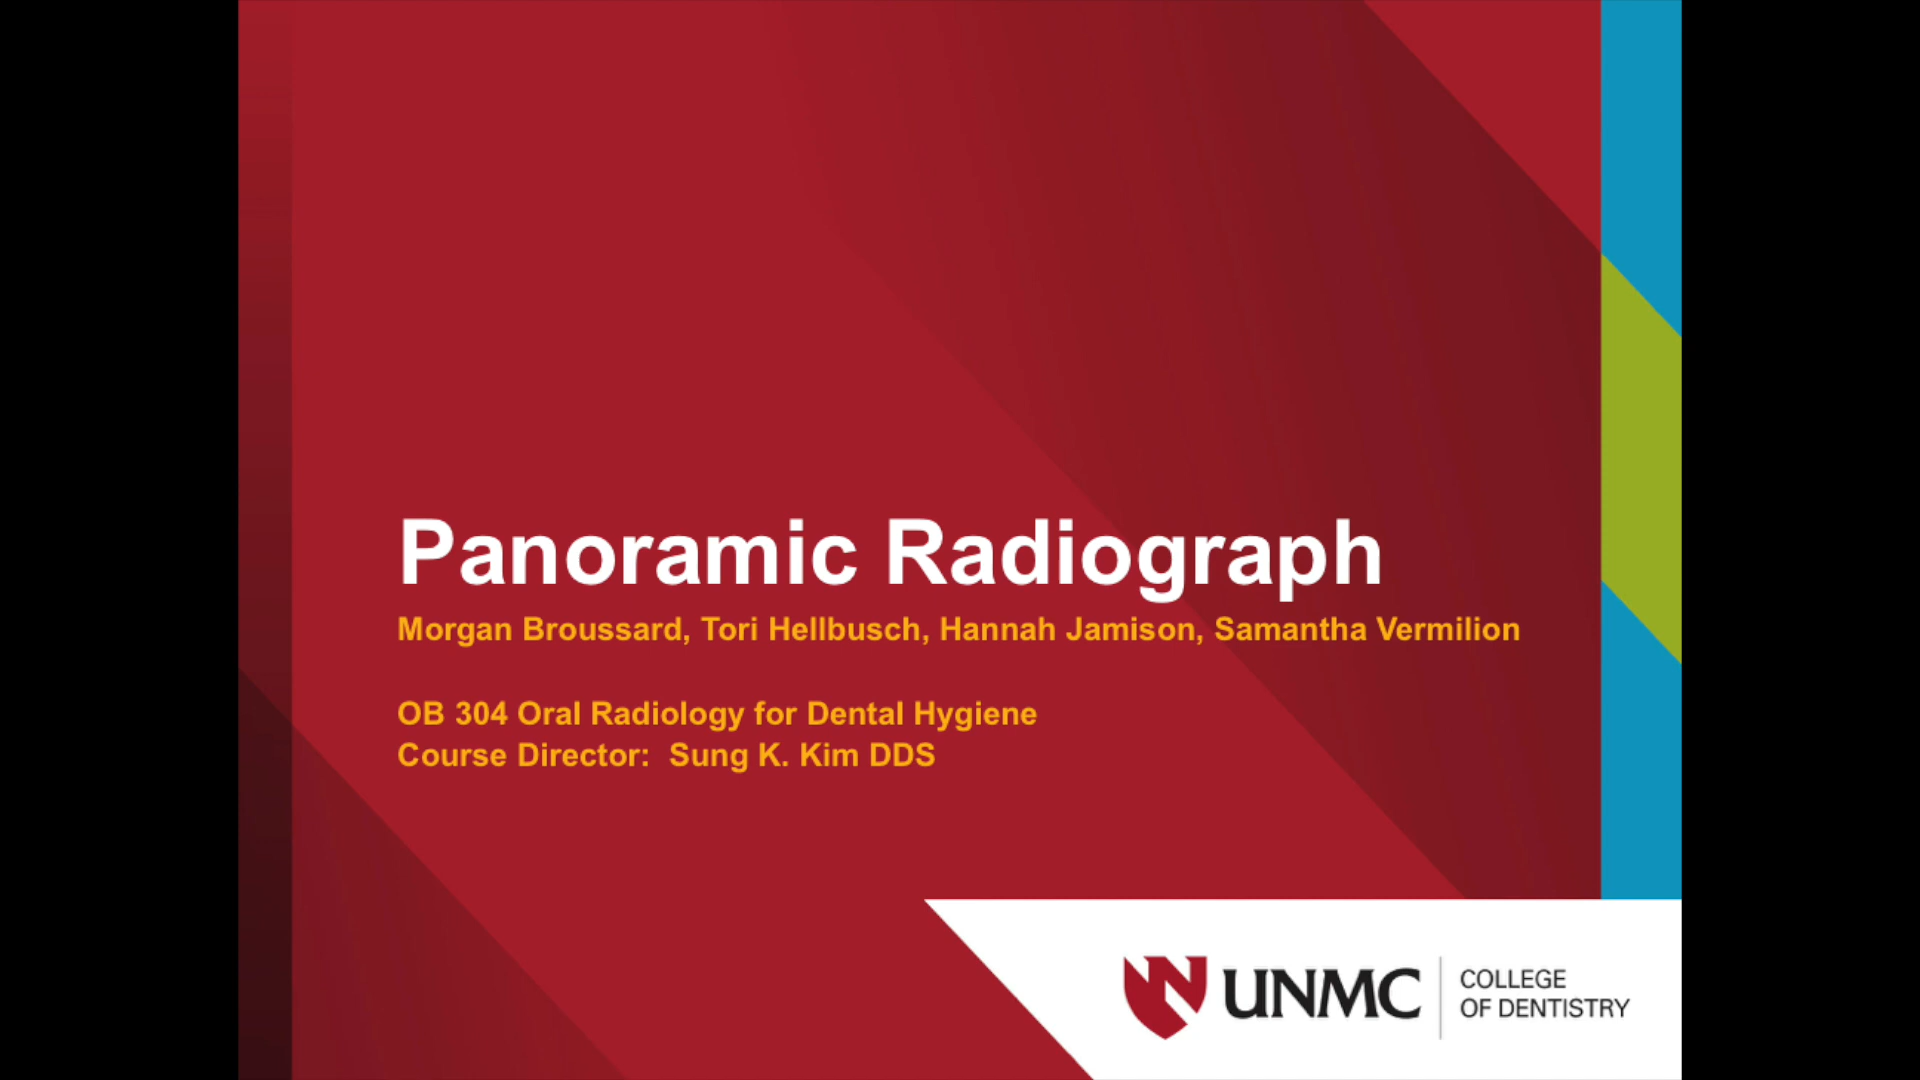 Panoramic Radiograph
Morgan Broussard, Tori Hellbusch, Hannah Jamison, Samantha Vermilion
OB 304 Oral Radiology for Dental Hygiene
Course Director: Sung K. Kim DDS
UNMC
COLLEGE
OF DENTISTRY